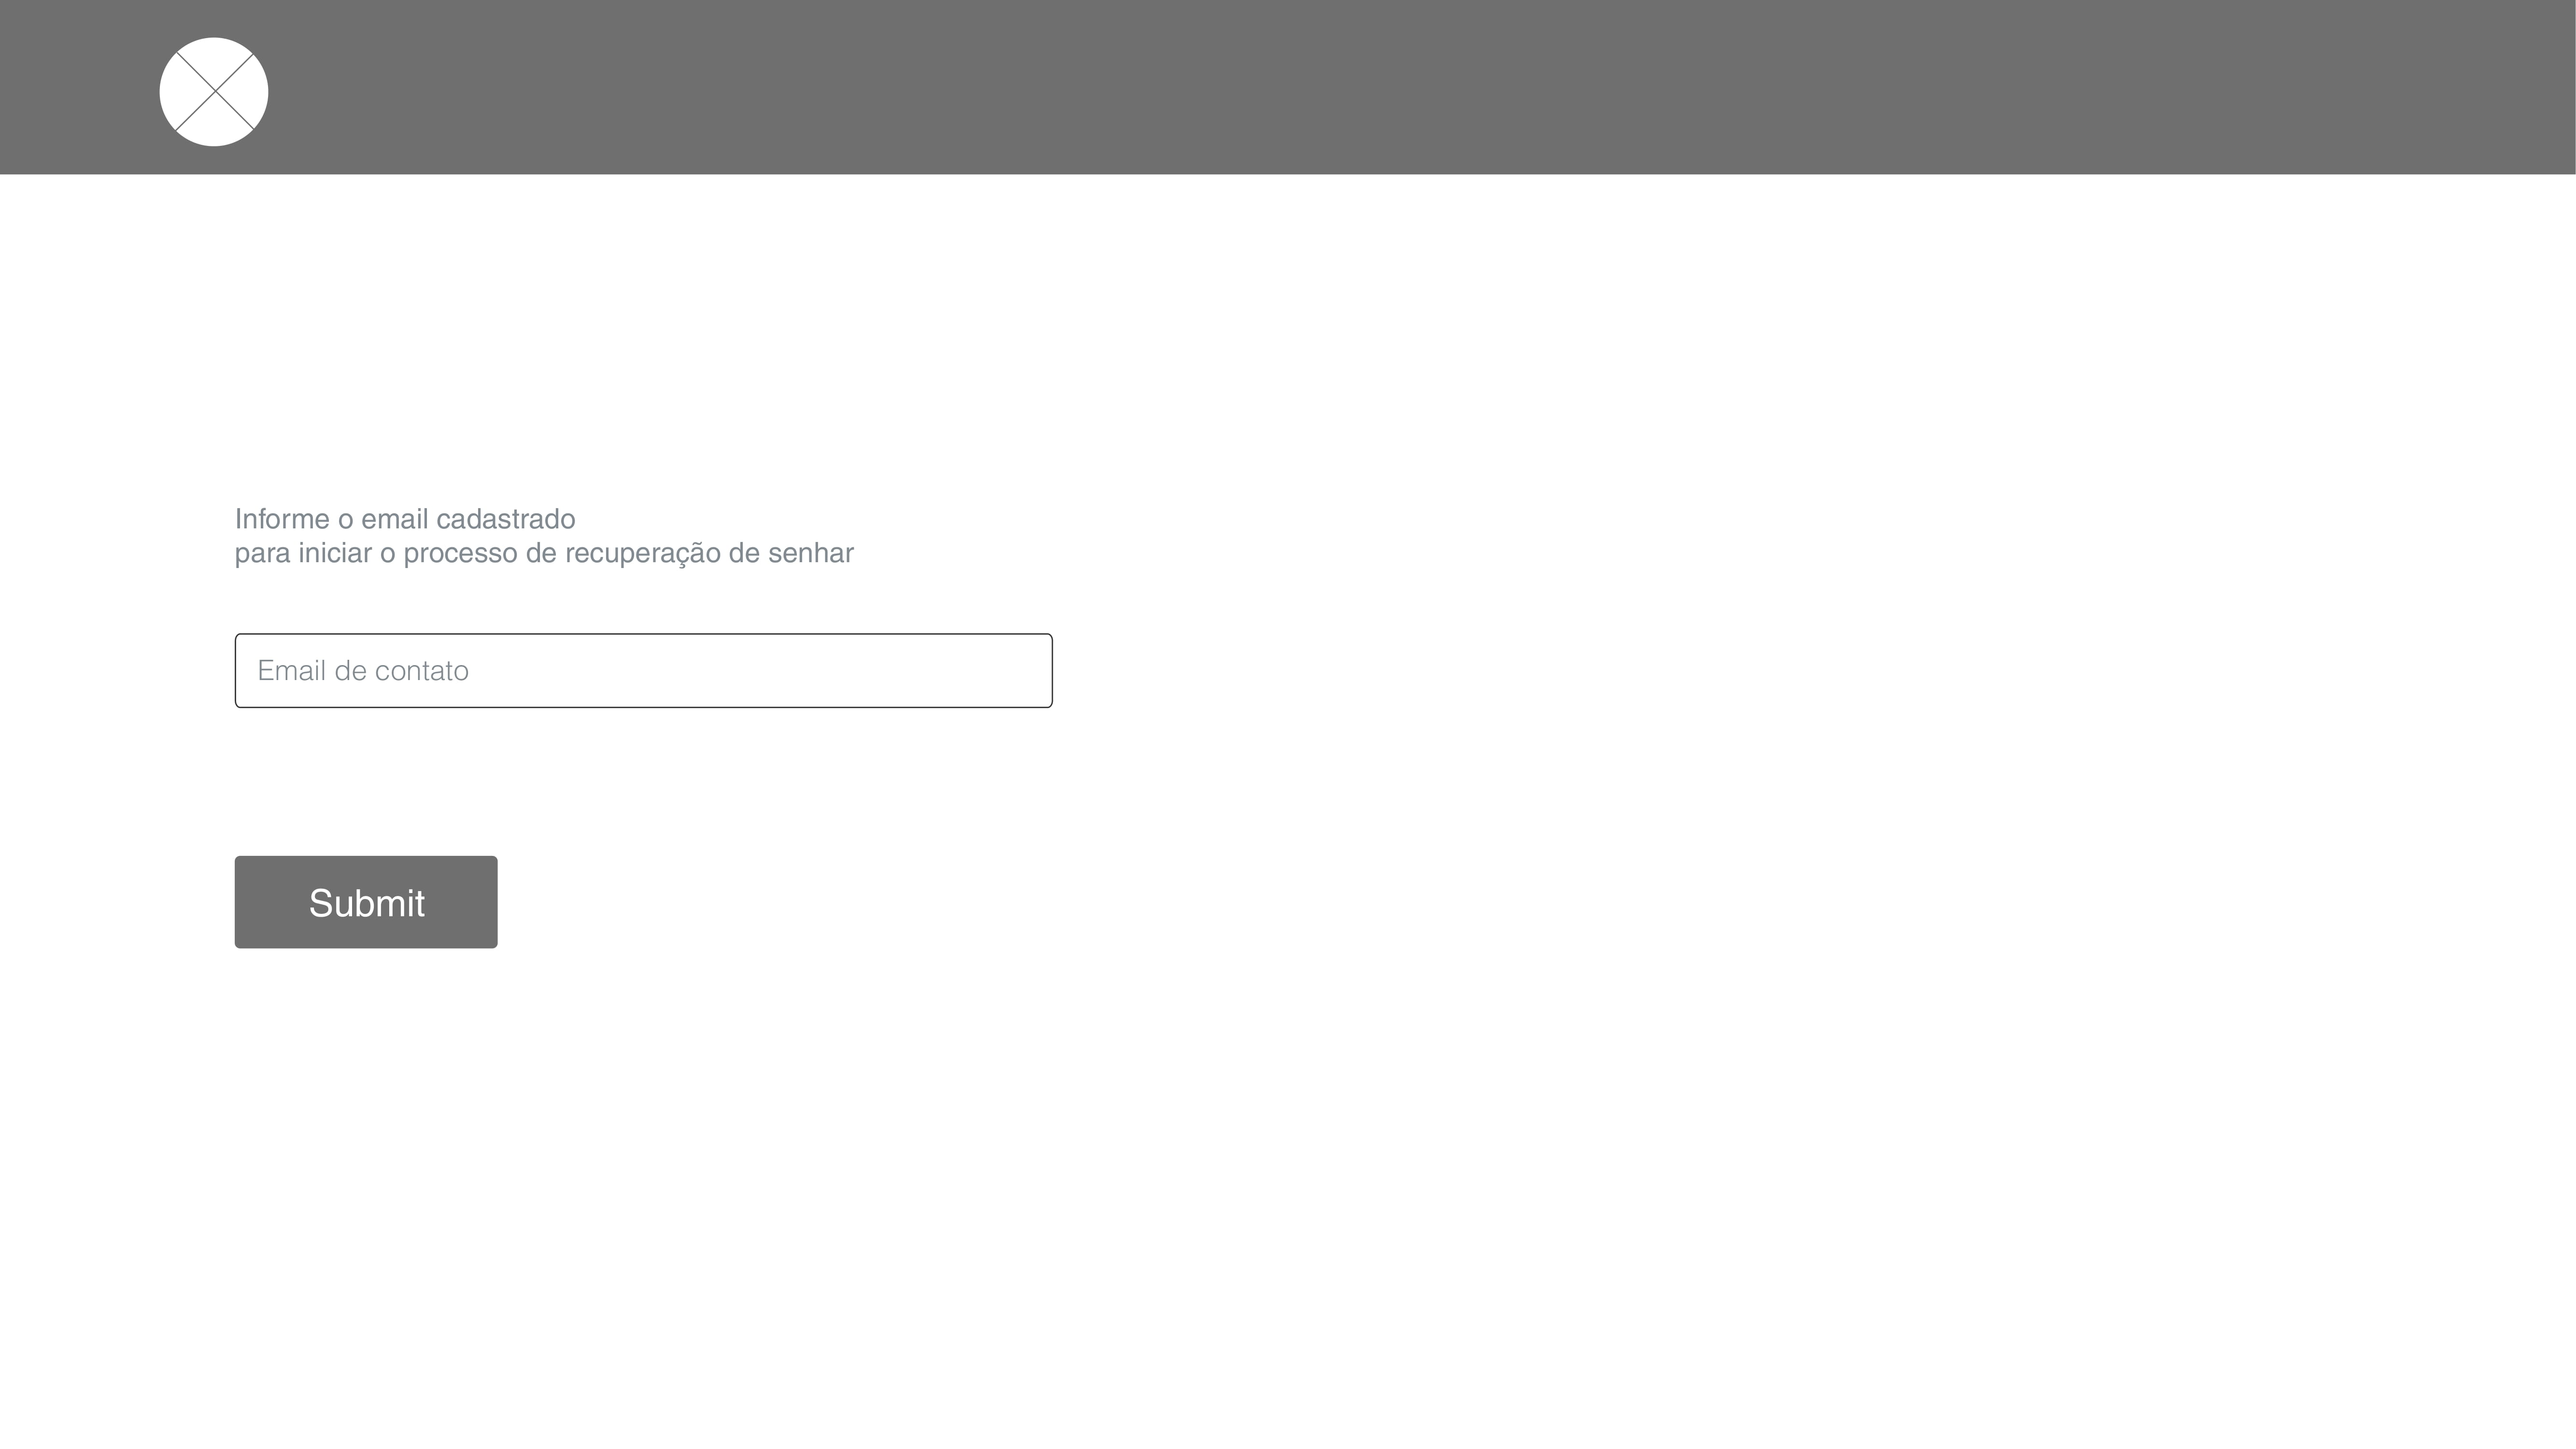 Informe o email cadastrado
para iniciar o processo de recuperação de senhar
Email de contato
Submit